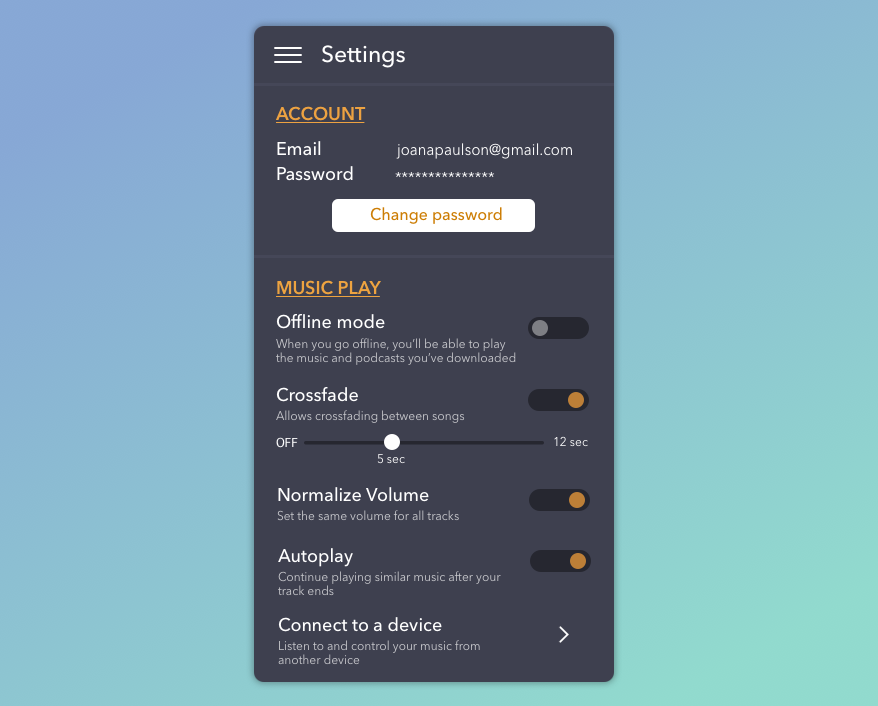 Settings
ACCOUNT
Email joanapaulson@gmail.com
Password ***************
Change password
MUSIC PLAY
Offline mode
When you go offline, you'll be able to play
the music and podcasts you've downloaded
Crossfade
Allows crossfading between songs
OFF 12 sec
5 sec
Normalize Volume
Set the same volume for all tracks
Autoplay
Continue playing similar music after your
track ends
Connect to a device
Listen to and control your music from
another device